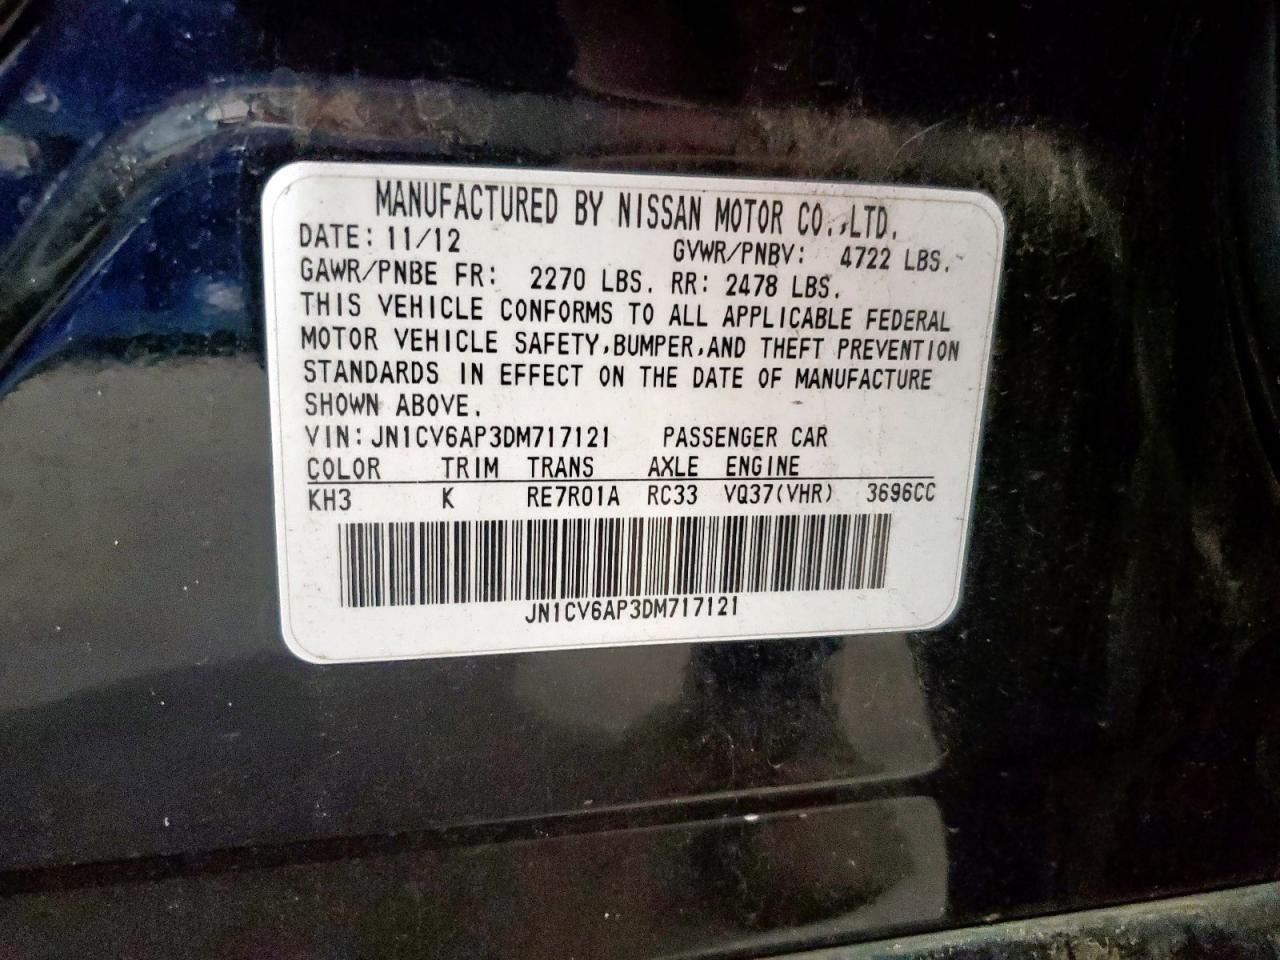 MANUFACTURED BY NISSAN MOTOR CO.,LTD.
DATE: 11/12 GVWR/PNBV: 4722 LBS.
GAWR/PNBE FR: 2270 LBS. RR: 2478 LBS.
THIS VEHICLE CONFORMS TO ALL APPLICABLE FEDERAL
MOTOR VEHICLE SAFETY,BUMPER,AND THEFT PREVENTION
STANDARDS IN EFFECT ON THE DATE OF MANUFACTURE
SHOWN ABOVE.
VIN: JN1CV6AP3DM717121 PASSENGER CAR
COLOR TRIM TRANS AXLE ENGINE
KH3 K RE7R01A RC33 VQ37(VHR) 3696CC
JN1CV6AP3DM717121